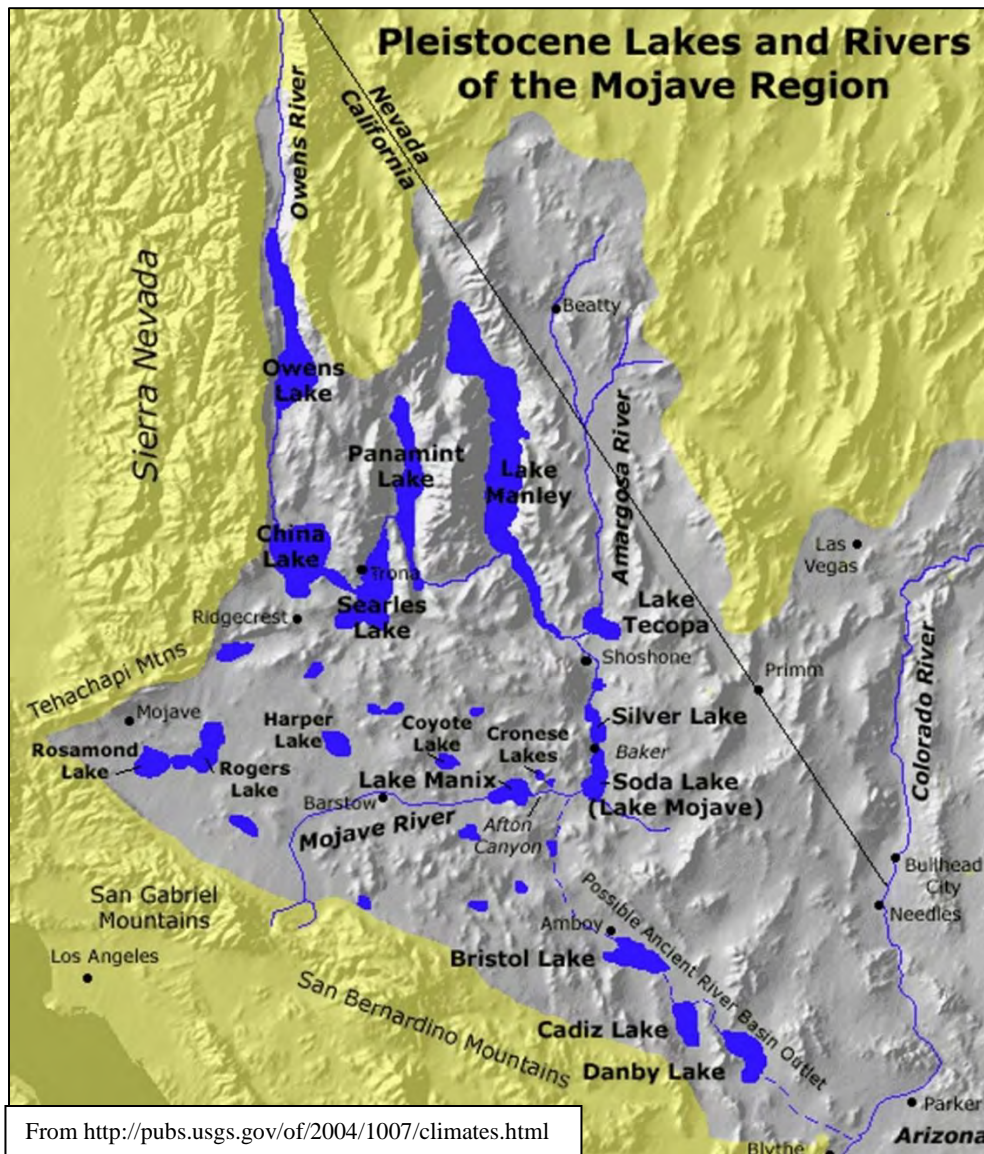 Pleistocene Lakes and Rivers
of the Mojave Region
Nevada
California
Owens River
Sierra Nevada
Beatty
Owens
Lake
Panamint
Lake
Lake
Manley
Amargosa River
China
Lake
Trona
Las
Vegas
Ridgecrest
Searles
Lake
Lake
Tecopa
Colorado River
Shoshone
Primm
Tehachapi Mtns
Mojave
Harper
Lake
Coyote
Lake
Cronese
Lakes
Silver Lake
Baker
Rosamond
Lake
Rogers
Lake
Lake Manix
Soda Lake
(Lake Mojave)
Barstow
Mojave River
Afton
Canyon
Bullhead
City
Needles
San Gabriel
Mountains
Los Angeles
Amboy
Possible Ancient River Basin Outlet
Bristol Lake
San Bernardino Mountains
Cadiz Lake
Danby Lake
Parker
Arizona
Blythe
From http://pubs.usgs.gov/of/2004/1007/climates.html